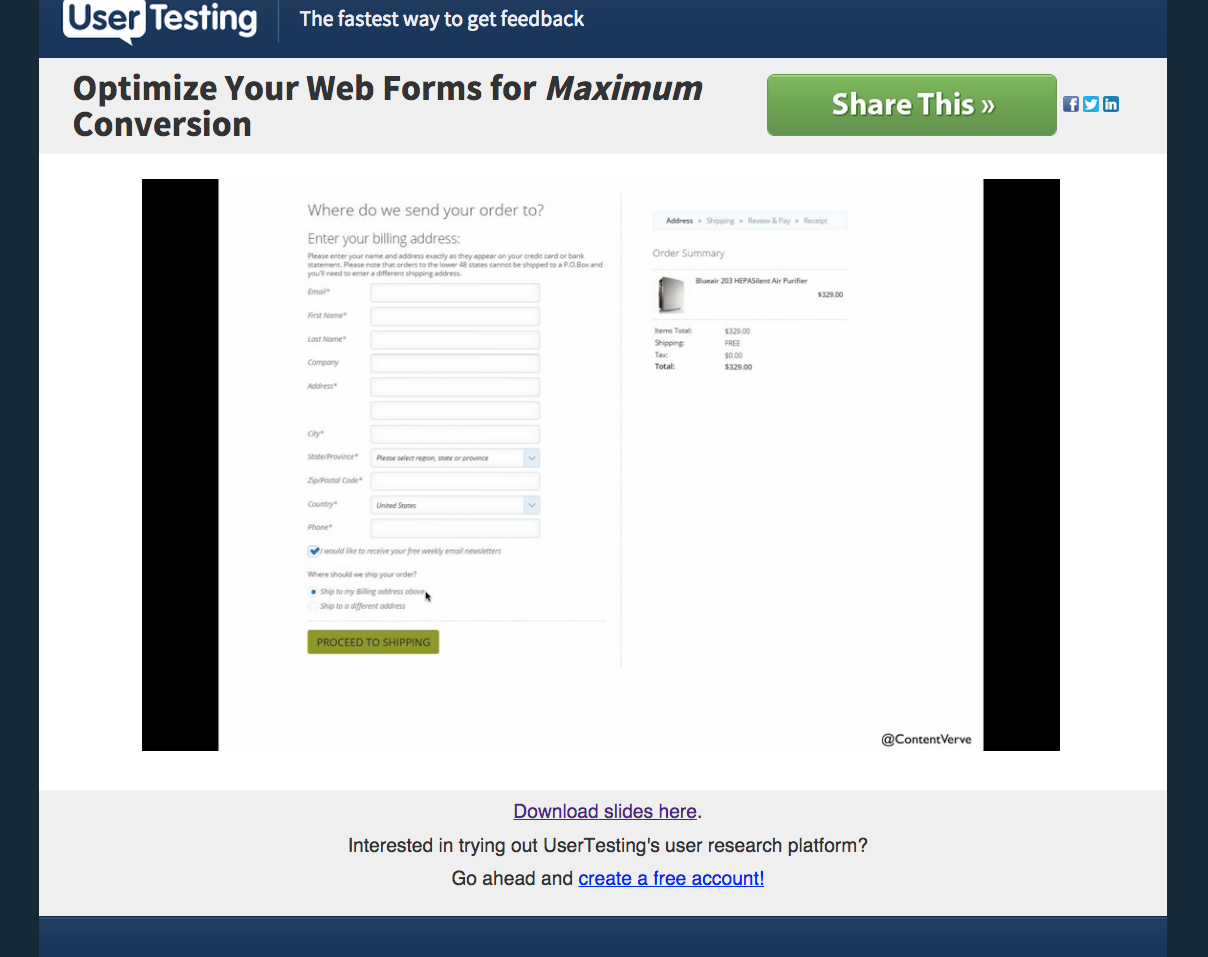 UserTesting
The fastest way to get feedback
Optimize Your Web Forms for Maximum
Conversion
Share This »
Where do we send your order to?
Enter your billing address:
Please enter your name and address exactly as they appear on your credit card or bank
statement. Please note that orders to the lower 48 states cannot be shipped to a P.O.Box and
you'll need to enter a different shipping address.
Email*
First Name*
Last Name*
Company
Address*
City*
State/Province*
Please select region, state or province
Zip/Postal Code*
Country*
United States
Phone*
I would like to receive your free weekly email newsletters
Where should we ship your order?
Ship to my Billing address above
Ship to a different address
PROCEED TO SHIPPING
Address » Shipping » Review & Pay » Receipt
Order Summary
Blueair 203 HEPASilent Air Purifier
$329.00
Items Total: $329.00
Shipping: FREE
Tax: $0.00
Total: $329.00
@ContentVerve
Download slides here.
Interested in trying out UserTesting's user research platform?
Go ahead and create a free account!